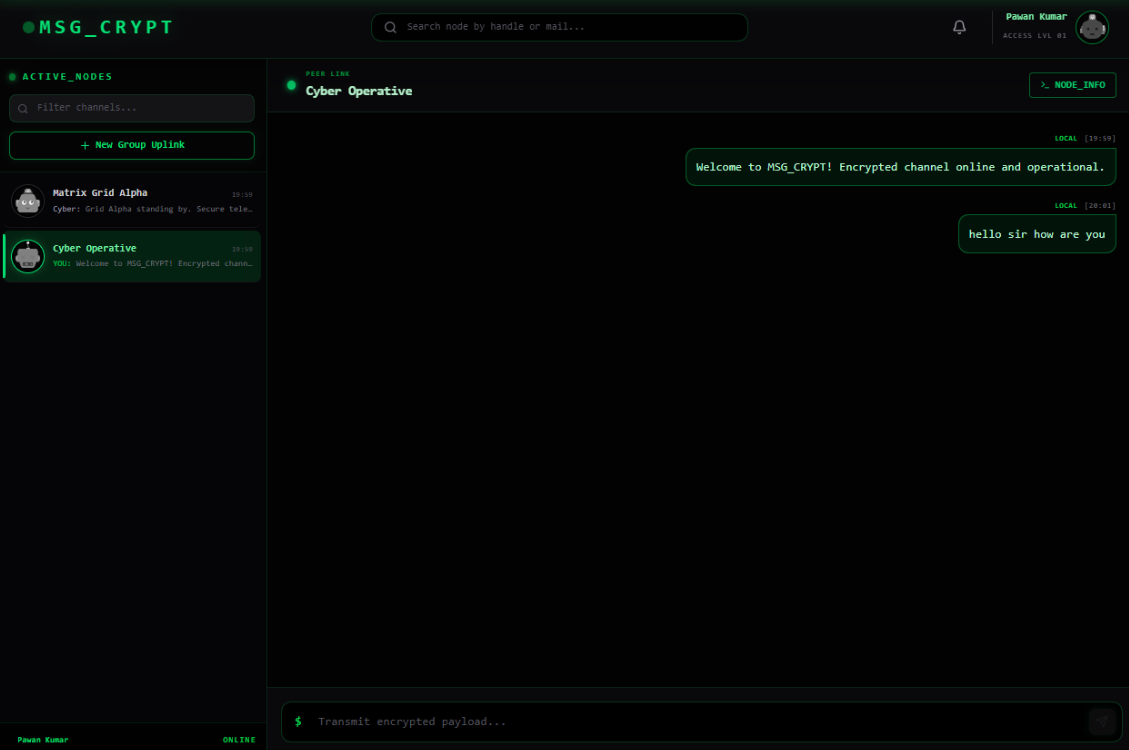 MSG_CRYPT
Search node by handle or mail...
Pawan Kumar
ACCESS LVL 01
ACTIVE_NODES
Filter channels...
+ New Group Uplink
Matrix Grid Alpha
19:59
Cyber: Grid Alpha standing by. Secure tele…
Cyber Operative
19:59
YOU: Welcome to MSG_CRYPT! Encrypted chann…
Pawan Kumar
ONLINE
PEER LINK
Cyber Operative
>_ NODE_INFO
LOCAL [19:59]
Welcome to MSG_CRYPT! Encrypted channel online and operational.
LOCAL [20:01]
hello sir how are you
$ Transmit encrypted payload...